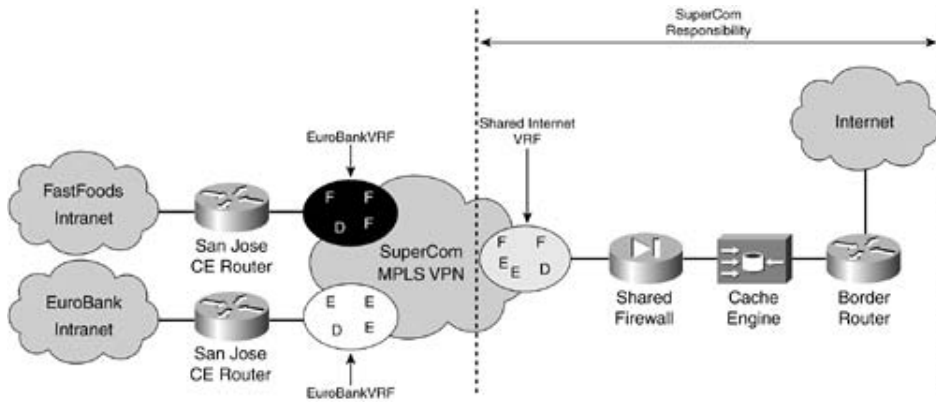 SuperCom
Responsibility
EuroBankVRF
Shared Internet
VRF
Internet
FastFoods
Intranet
San Jose
CE Router
F F
D F
SuperCom
MPLS VPN
F F
E E D
Shared
Firewall
Cache
Engine
Border
Router
EuroBank
Intranet
San Jose
CE Router
E E
D E
EuroBankVRF